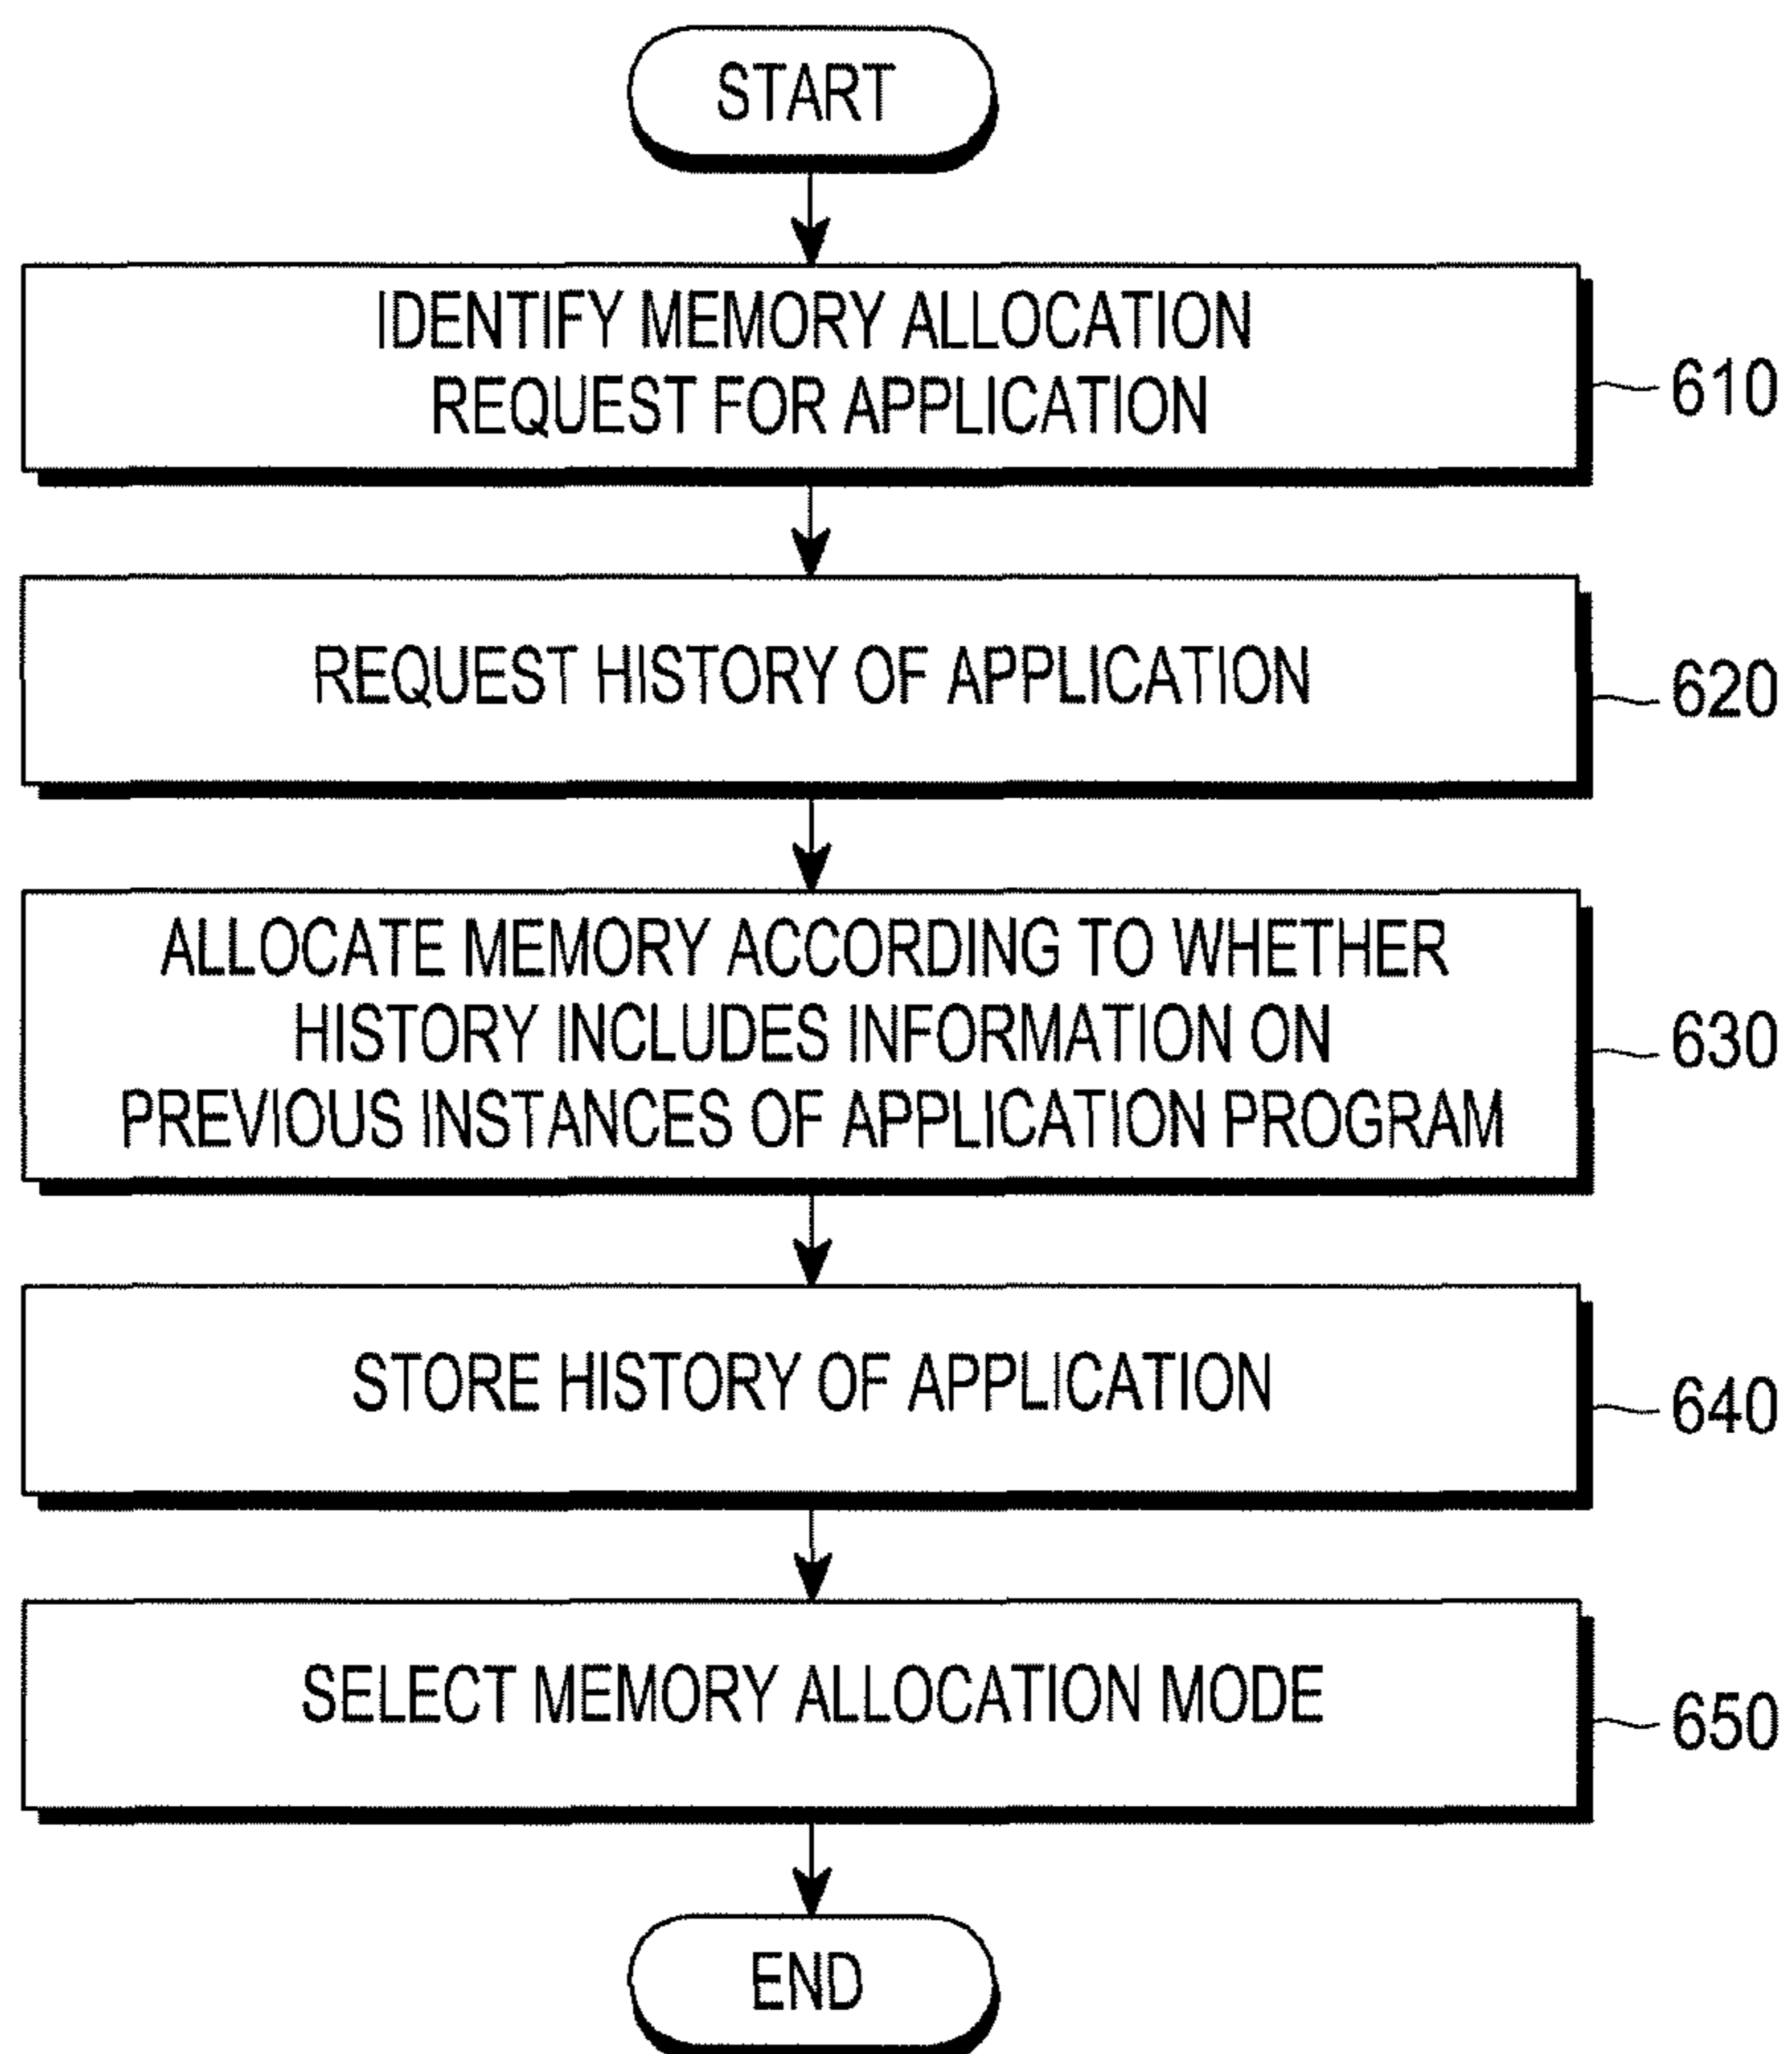 START
IDENTIFY MEMORY ALLOCATION
REQUEST FOR APPLICATION
610
REQUEST HISTORY OF APPLICATION
620
ALLOCATE MEMORY ACCORDING TO WHETHER
HISTORY INCLUDES INFORMATION ON
PREVIOUS INSTANCES OF APPLICATION PROGRAM
630
STORE HISTORY OF APPLICATION
640
SELECT MEMORY ALLOCATION MODE
650
END